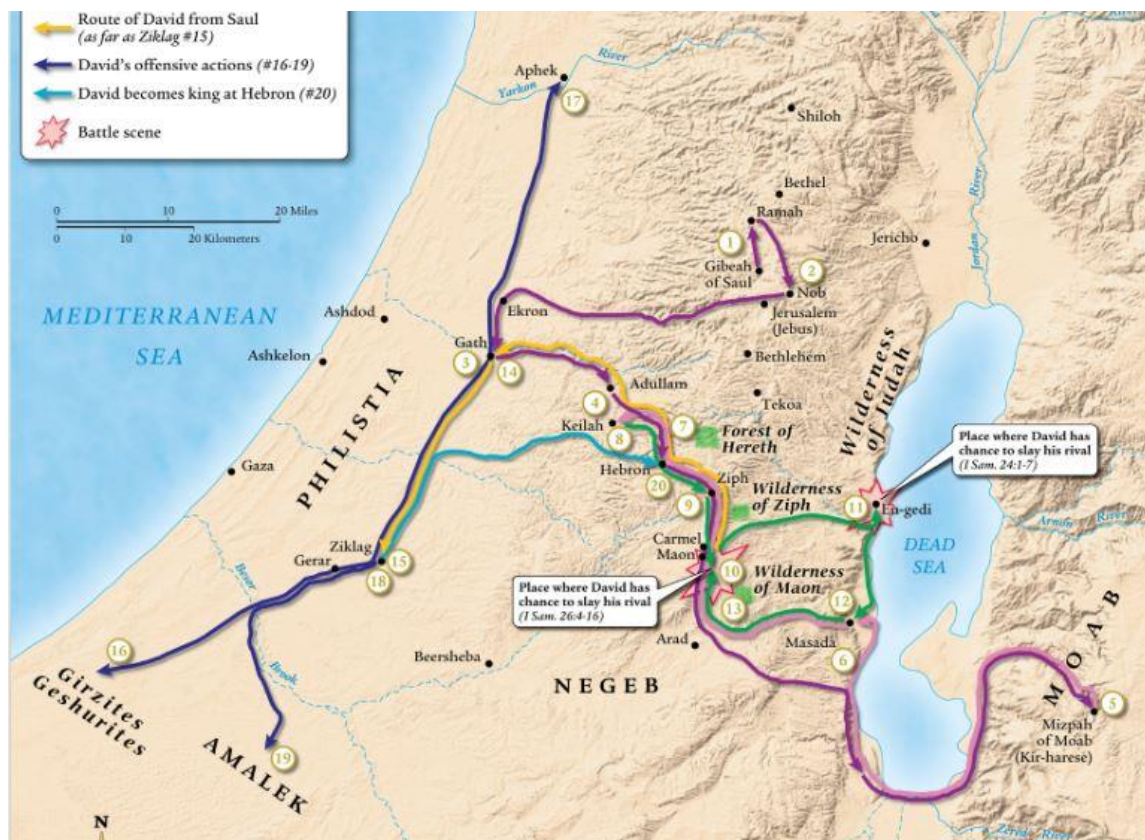 Route of David from Saul
(as far as Ziklag #15)
David's offensive actions (#16-19)
David becomes king at Hebron (#20)
Battle scene
0 10 20 Miles
0 10 20 Kilometers
MEDITERRANEAN
SEA
Yarkon
River
Aphek
17
Shiloh
Bethel
Ramah
1
Gibeah
of Saul
2
Nob
Jericho
Jordan
River
Jerusalem
(Jebus)
Ekron
Ashdod
Gath
3
14
Ashkelon
Bethlehem
Tekoa
Adullam
4
Keilah
8
7
Forest of
Hereth
Wilderness
of Judah
Place where David has
chance to slay his rival
(I Sam. 24:1-7)
Gaza
PHILISTIA
Hebron
20
Ziph
9
Wilderness
of Ziph
11
En-gedi
Arnon River
DEAD
SEA
Carmel
Maon
10
Wilderness
of Maon
13
12
Place where David has
chance to slay his rival
(I Sam. 26:4-16)
Ziklag
Gerar
15
18
Masada
Arad
6
MOAB
Besor
Brook
Beersheba
NEGEB
16
Girzites
Geshurites
AMALEK
19
5
Mizpah
of Moab
(Kir-harese)
Zered River
N